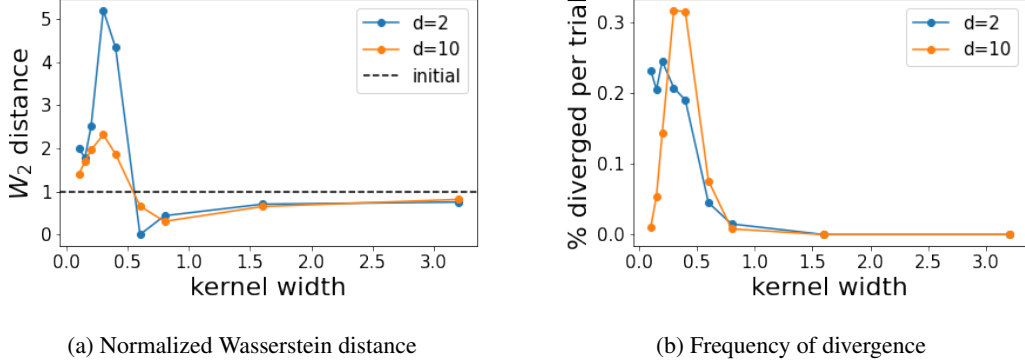 5
4
3
2
1
0
W₂ distance
d=2
d=10
initial
0.0 0.5 1.0 1.5 2.0 2.5 3.0
kernel width
(a) Normalized Wasserstein distance
0.3
0.2
0.1
0.0
% diverged per trial
d=2
d=10
0.0 0.5 1.0 1.5 2.0 2.5 3.0
kernel width
(b) Frequency of divergence